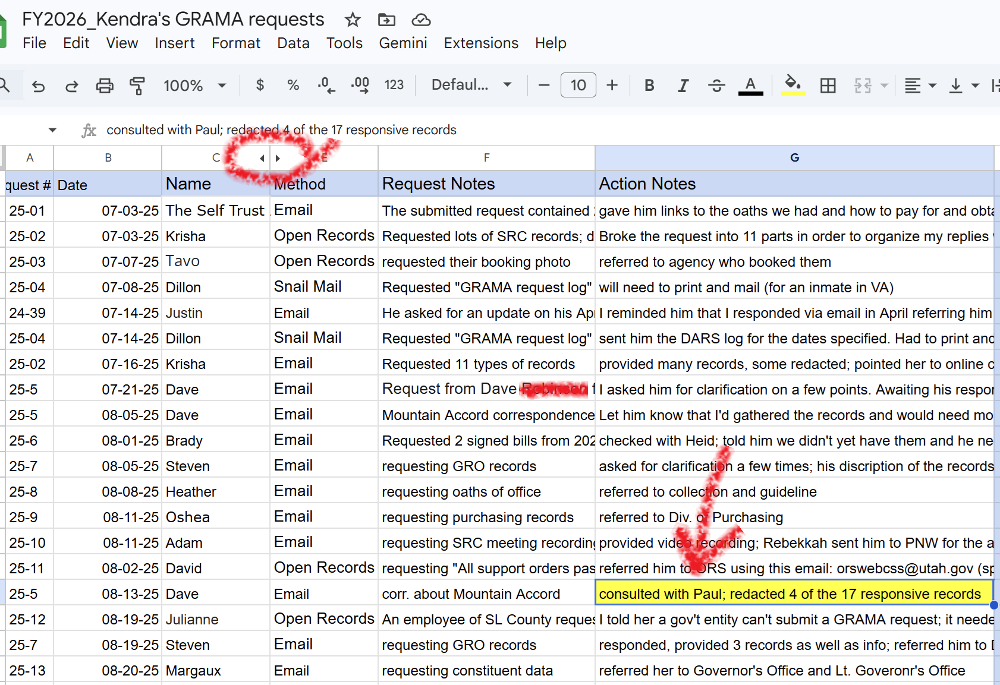 FY2026_Kendra's GRAMA requests
File Edit View Insert Format Data Tools Gemini Extensions Help
100% $ % .0 .00 123 Defaul... 10 B I S A
fx consulted with Paul; redacted 4 of the 17 responsive records
A B C E F G
quest # Date Name Method Request Notes Action Notes
25-01 07-03-25 The Self Trust Email The submitted request contained gave him links to the oaths we had and how to pay for and obta
25-02 07-03-25 Krisha Open Records Requested lots of SRC records; d Broke the request into 11 parts in order to organize my replies
25-03 07-07-25 Tavo Open Records requested their booking photo referred to agency who booked them
25-04 07-08-25 Dillon Snail Mail Requested "GRAMA request log" will need to print and mail (for an inmate in VA)
24-39 07-14-25 Justin Email He asked for an update on his Apr I reminded him that I responded via email in April referring him
25-04 07-14-25 Dillon Snail Mail Requested "GRAMA request log" sent him the DARS log for the dates specified. Had to print and
25-02 07-16-25 Krisha Email Requested 11 types of records provided many records, some redacted; pointed her to online c
25-5 07-21-25 Dave Email Request from Dave f I asked him for clarification on a few points. Awaiting his respon
25-5 08-05-25 Dave Email Mountain Accord correspondence Let him know that I'd gathered the records and would need mo
25-6 08-01-25 Brady Email Requested 2 signed bills from 202 checked with Heid; told him we didn't yet have them and he ne
25-7 08-05-25 Steven Email requesting GRO records asked for clarification a few times; his discription of the records
25-8 08-08-25 Heather Email requesting oaths of office referred to collection and guideline
25-9 08-11-25 Oshea Email requesting purchasing records referred to Div. of Purchasing
25-10 08-11-25 Adam Email requesting SRC meeting recording provided video recording; Rebekkah sent him to PNW for the a
25-11 08-02-25 David Open Records requesting "All support orders pas referred him to ORS using this email: orswebcss@utah.gov (sp
25-5 08-13-25 Dave Email corr. about Mountain Accord consulted with Paul; redacted 4 of the 17 responsive records
25-12 08-19-25 Julianne Open Records An employee of SL County reques I told her a gov't entity can't submit a GRAMA request; it neede
25-7 08-19-25 Steven Email requesting GRO records responded, provided 3 records as well as info; referred him to D
25-13 08-20-25 Margaux Email requesting constituent data referred her to Governor's Office and Lt. Goveronr's Office